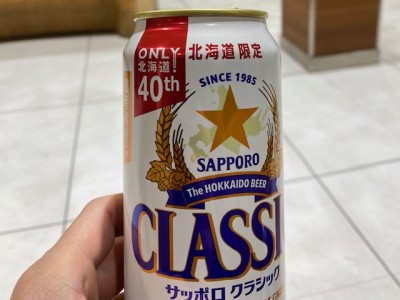 ONLY
北海道!
40th
北海道限定
SINCE 1985
SAPPORO
The HOKKAIDO BEER
CLASSI
サッポロ クラシック